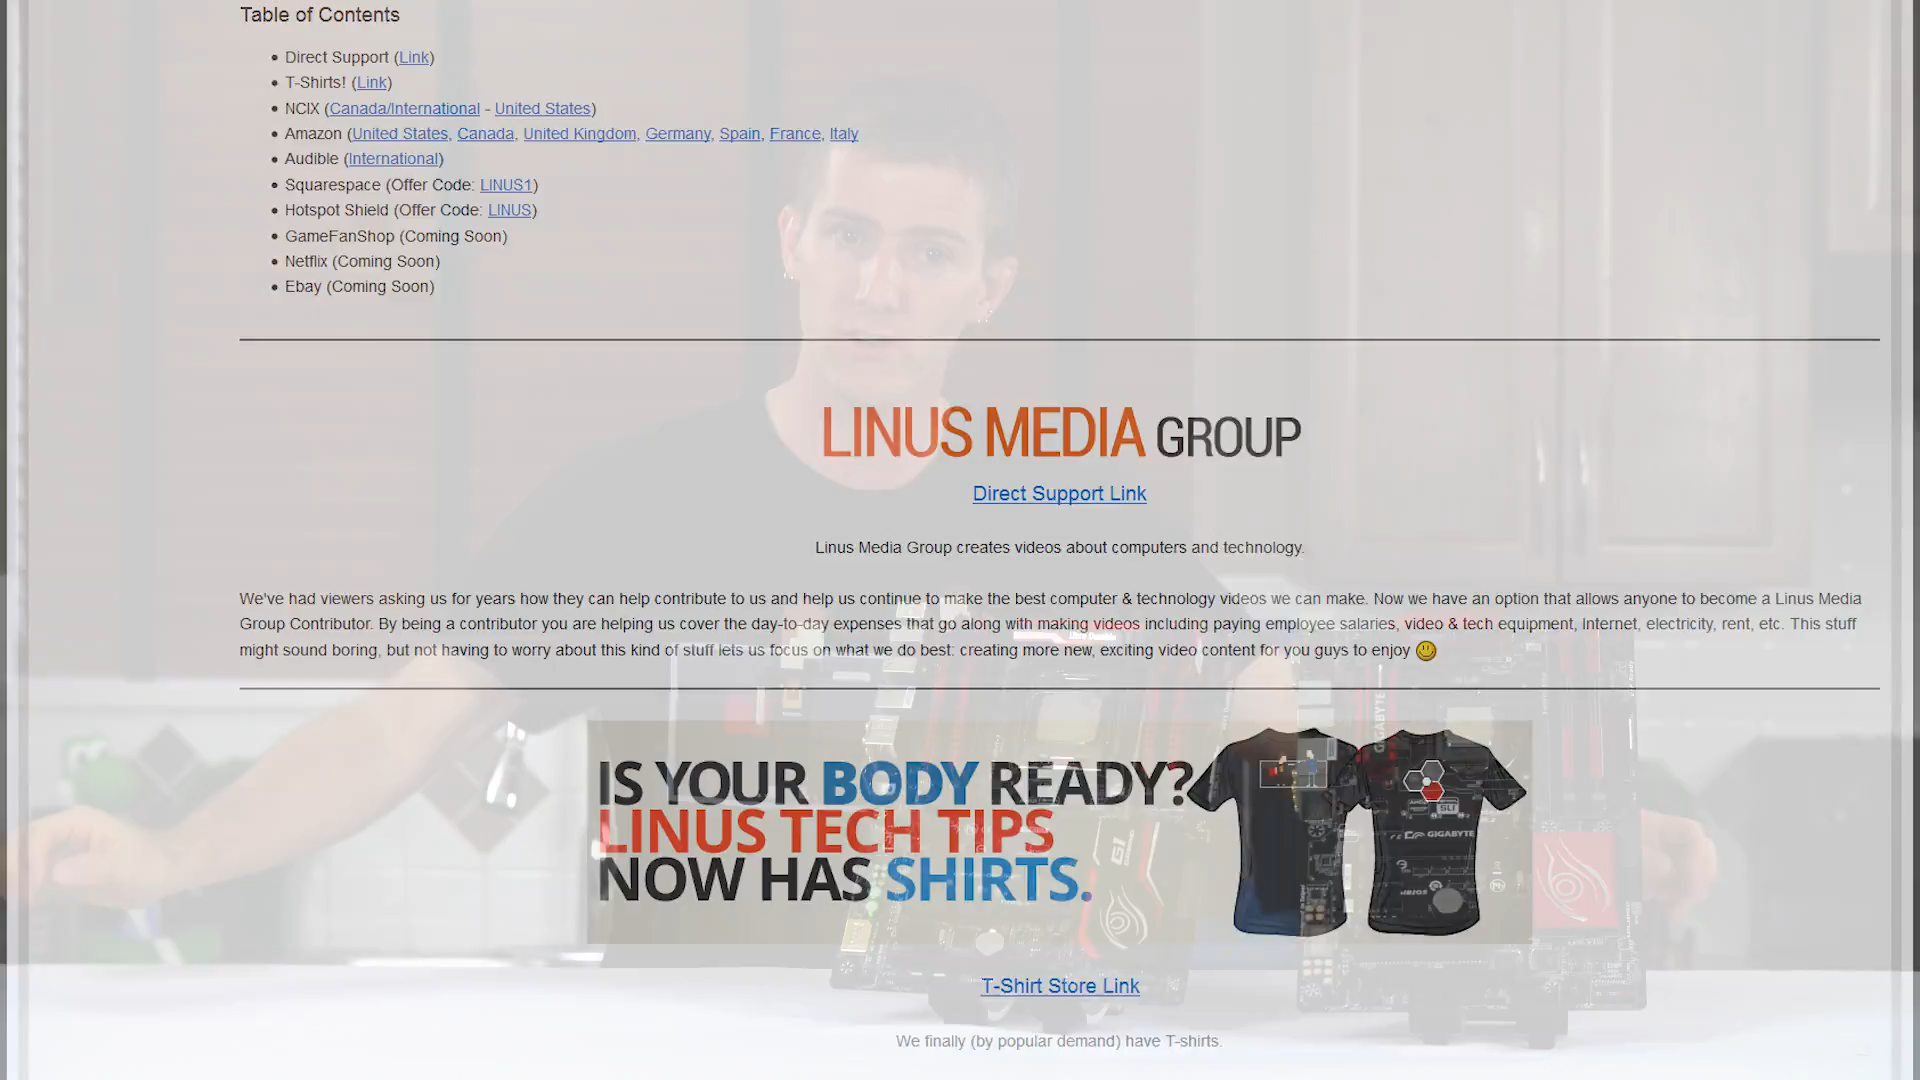 Table of Contents
Direct Support (Link)
T-Shirts! (Link)
NCIX (Canada/International - United States)
Amazon (United States, Canada, United Kingdom, Germany, Spain, France, Italy
Audible (International)
Squarespace (Offer Code: LINUS1)
Hotspot Shield (Offer Code: LINUS)
GameFanShop (Coming Soon)
Netflix (Coming Soon)
Ebay (Coming Soon)
LINUS MEDIA GROUP
Direct Support Link
Linus Media Group creates videos about computers and technology.
We've had viewers asking us for years how they can help contribute to us and help us continue to make the best computer & technology videos we can make. Now we have an option that allows anyone to become a Linus Media
Group Contributor. By being a contributor you are helping us cover the day-to-day expenses that go along with making videos including paying employee salaries, video & tech equipment, Internet, electricity, rent, etc. This stuff
might sound boring, but not having to worry about this kind of stuff lets us focus on what we do best: creating more new, exciting video content for you guys to enjoy
IS YOUR BODY READY?
LINUS TECH TIPS
NOW HAS SHIRTS.
SLI
GIGABYTE
GIGABYTE
G1
T-Shirt Store Link
We finally (by popular demand) have T-shirts.